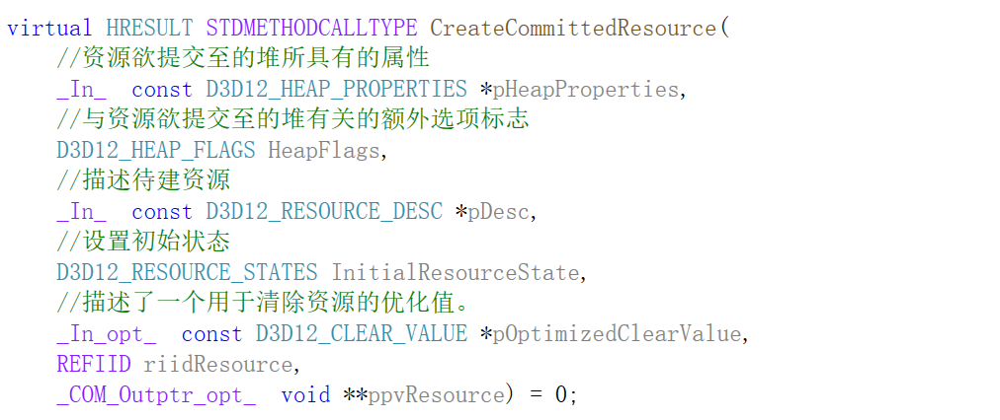 virtual HRESULT STDMETHODCALLTYPE CreateCommittedResource(
//资源欲提交至的堆所具有的属性
_In_  const D3D12_HEAP_PROPERTIES *pHeapProperties,
//与资源欲提交至的堆有关的额外选项标志
D3D12_HEAP_FLAGS HeapFlags,
//描述待建资源
_In_  const D3D12_RESOURCE_DESC *pDesc,
//设置初始状态
D3D12_RESOURCE_STATES InitialResourceState,
//描述了一个用于清除资源的优化值。
_In_opt_  const D3D12_CLEAR_VALUE *pOptimizedClearValue,
REFIID riidResource,
_COM_Outptr_opt_  void **ppvResource) = 0;